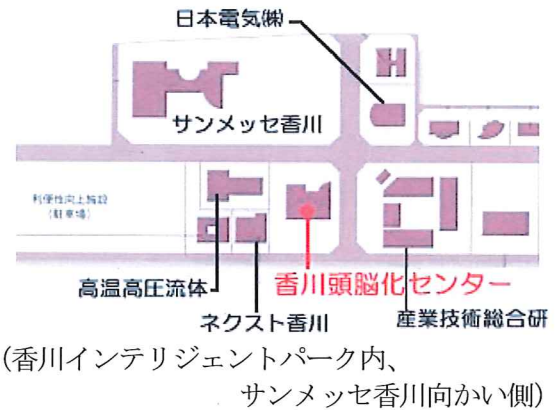 日本電気㈱
サンメッセ香川
利便性向上施設
(駐車場)
高温高圧流体
香川頭脳化センター
ネクスト香川
産業技術総合研
(香川インテリジェントパーク内、
サンメッセ香川向かい側)